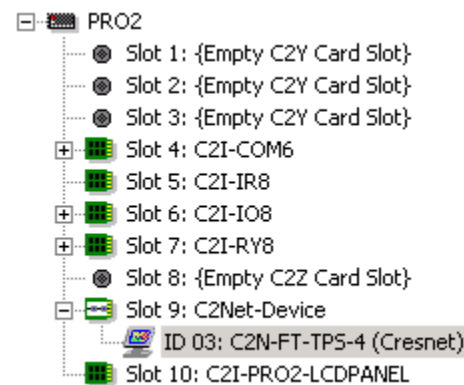 PRO2
Slot 1: {Empty C2Y Card Slot}
Slot 2: {Empty C2Y Card Slot}
Slot 3: {Empty C2Y Card Slot}
Slot 4: C2I-COM6
Slot 5: C2I-IR8
Slot 6: C2I-IO8
Slot 7: C2I-RY8
Slot 8: {Empty C2Z Card Slot}
Slot 9: C2Net-Device
ID 03: C2N-FT-TPS-4 (Cresnet)
Slot 10: C2I-PRO2-LCDPANEL